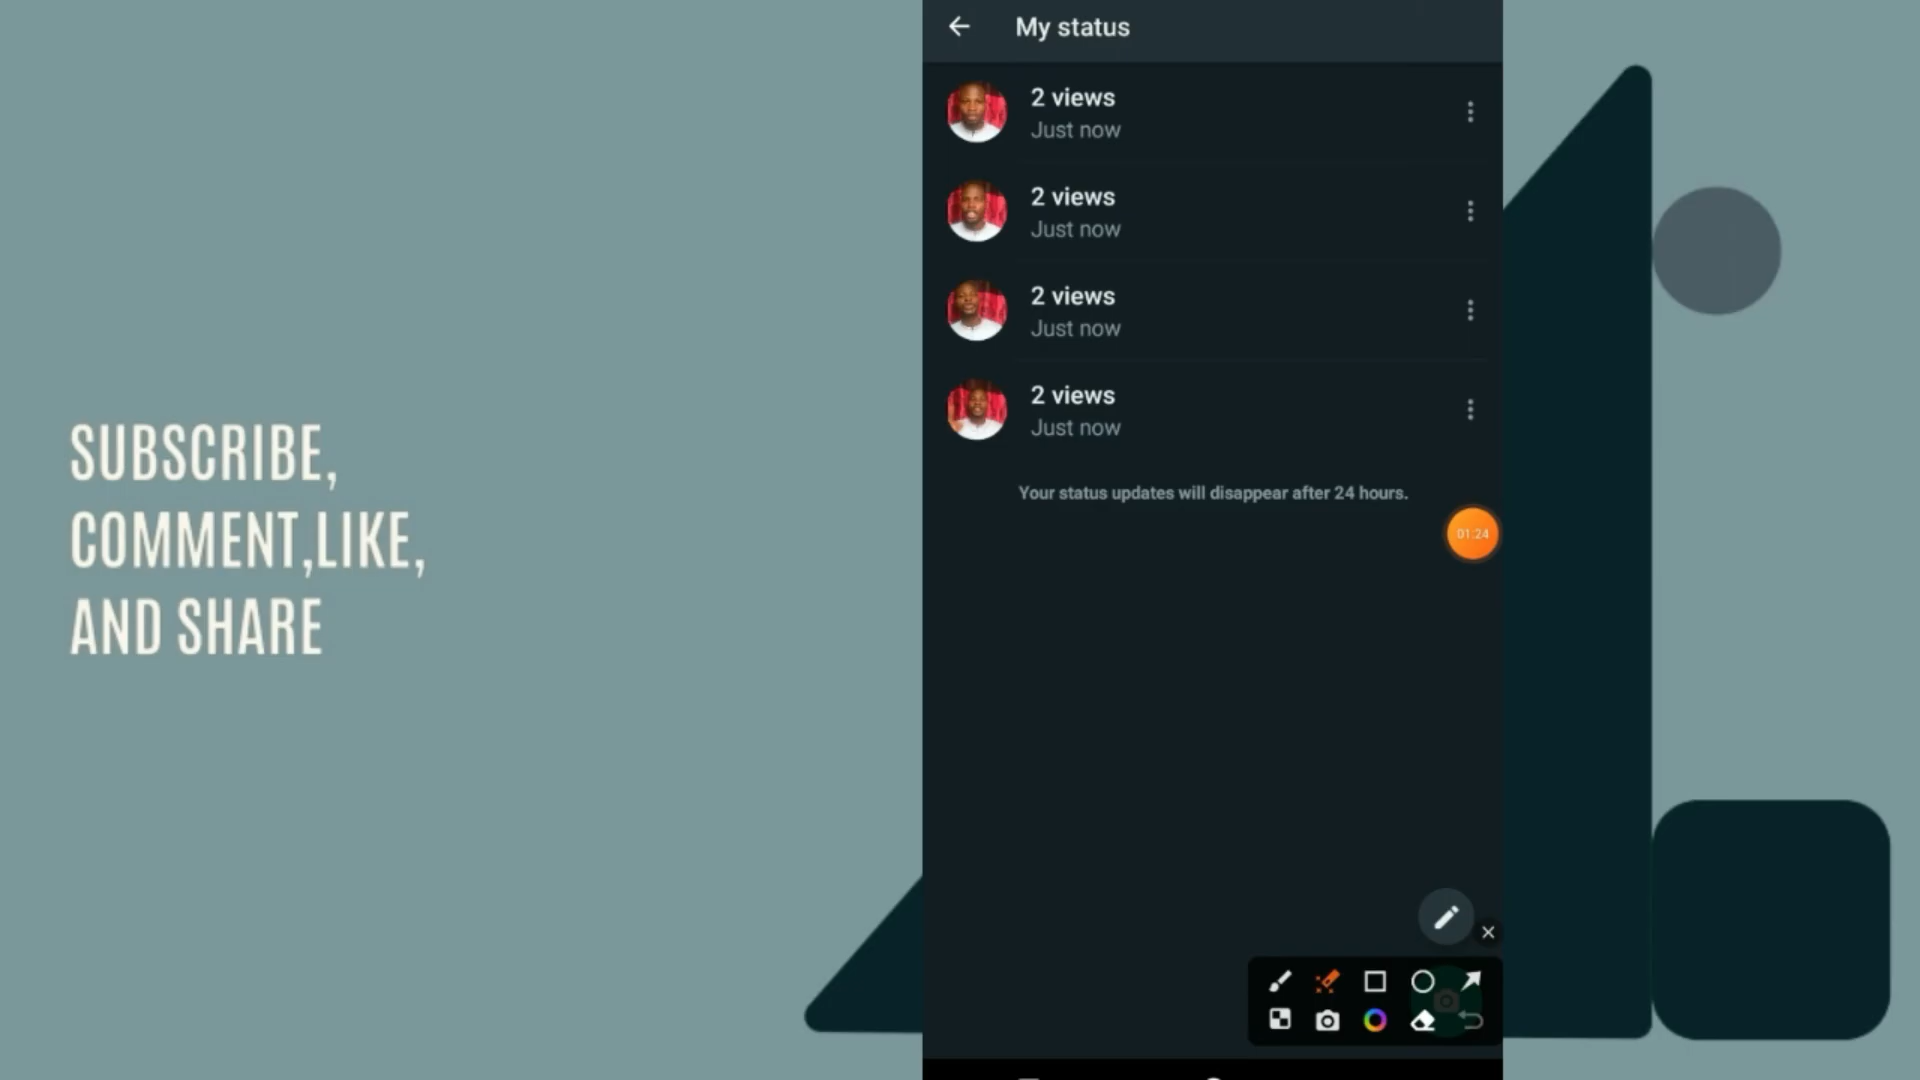 My status
2 views
Just now
2 views
Just now
2 views
Just now
2 views
Just now
Your status updates will disappear after 24 hours.
01:24
SUBSCRIBE,
COMMENT,LIKE,
AND SHARE